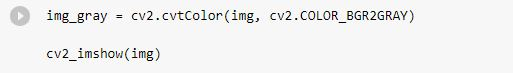 img_gray = cv2.cvtColor(img, cv2.COLOR_BGR2GRAY)
cv2_imshow(img)